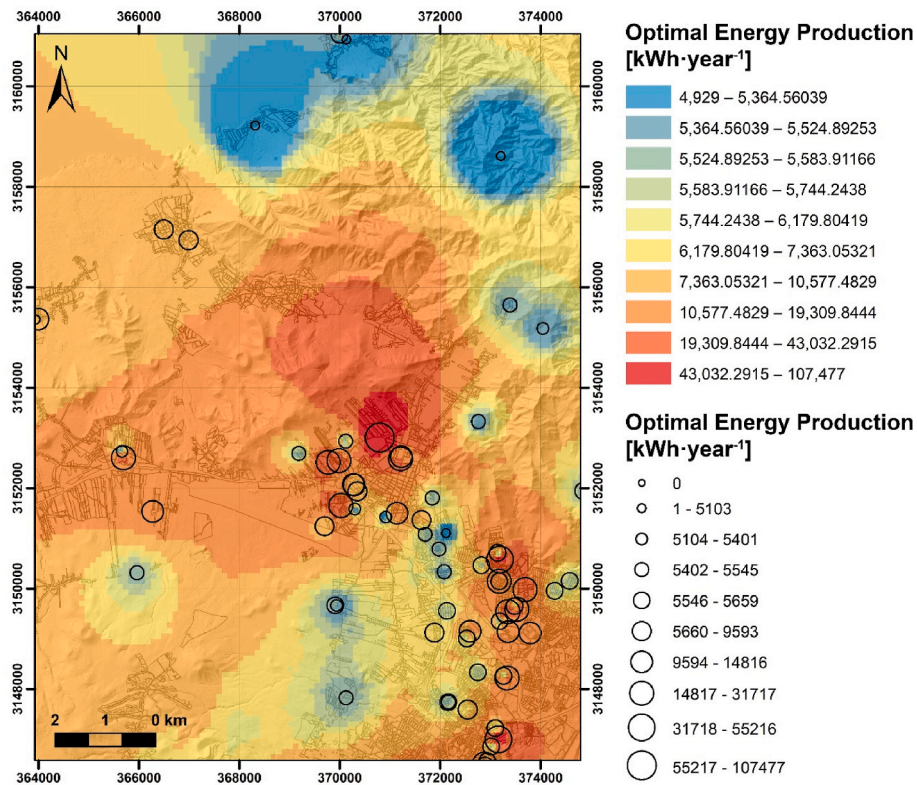 364000 366000 368000 370000 372000 374000
3160000 3160000
3158000 3158000
3156000 3156000
3154000 3154000
3152000 3152000
3150000 3150000
3148000 3148000
N
2 1 0 km
364000 366000 368000 370000 372000 374000
Optimal Energy Production
[kWh·year⁻¹]
4,929 – 5,364.56039
5,364.56039 – 5,524.89253
5,524.89253 – 5,583.91166
5,583.91166 – 5,744.2438
5,744.2438 – 6,179.80419
6,179.80419 – 7,363.05321
7,363.05321 – 10,577.4829
10,577.4829 – 19,309.8444
19,309.8444 – 43,032.2915
43,032.2915 – 107,477
Optimal Energy Production
[kWh·year⁻¹]
0
1 - 5103
5104 - 5401
5402 - 5545
5546 - 5659
5660 - 9593
9594 - 14816
14817 - 31717
31718 - 55216
55217 - 107477